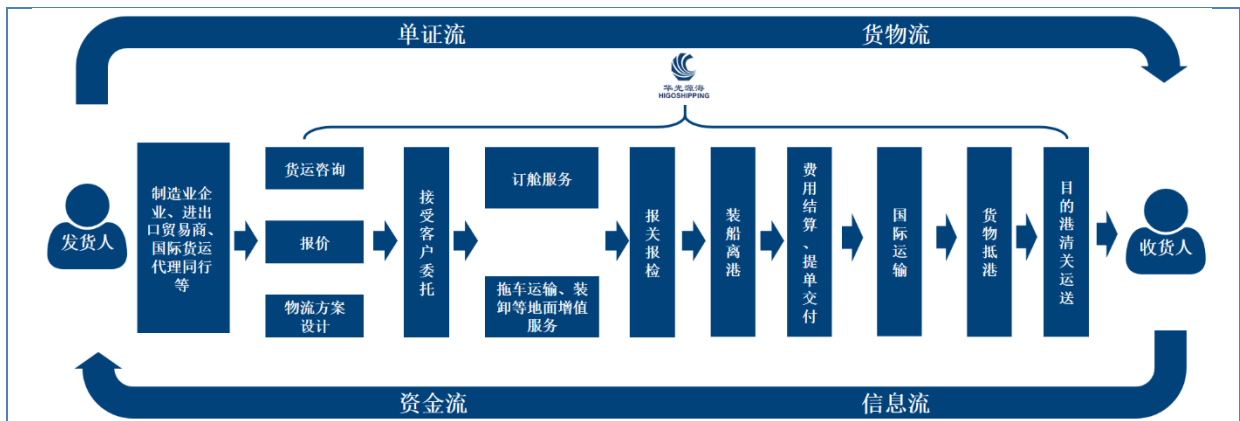 单证流
货物流
华光源海
HIGOSHIPPING
发货人
制造业企
业、进出
口贸易商、
国际货运
代理同行
等
货运咨询
报价
物流方案
设计
接受客户委托
订舱服务
拖车运输、装
卸等地面增值
服务
报关报检
装船离港
费用结算、提单交付
国际运输
货物抵港
目的港清关运送
收货人
资金流
信息流